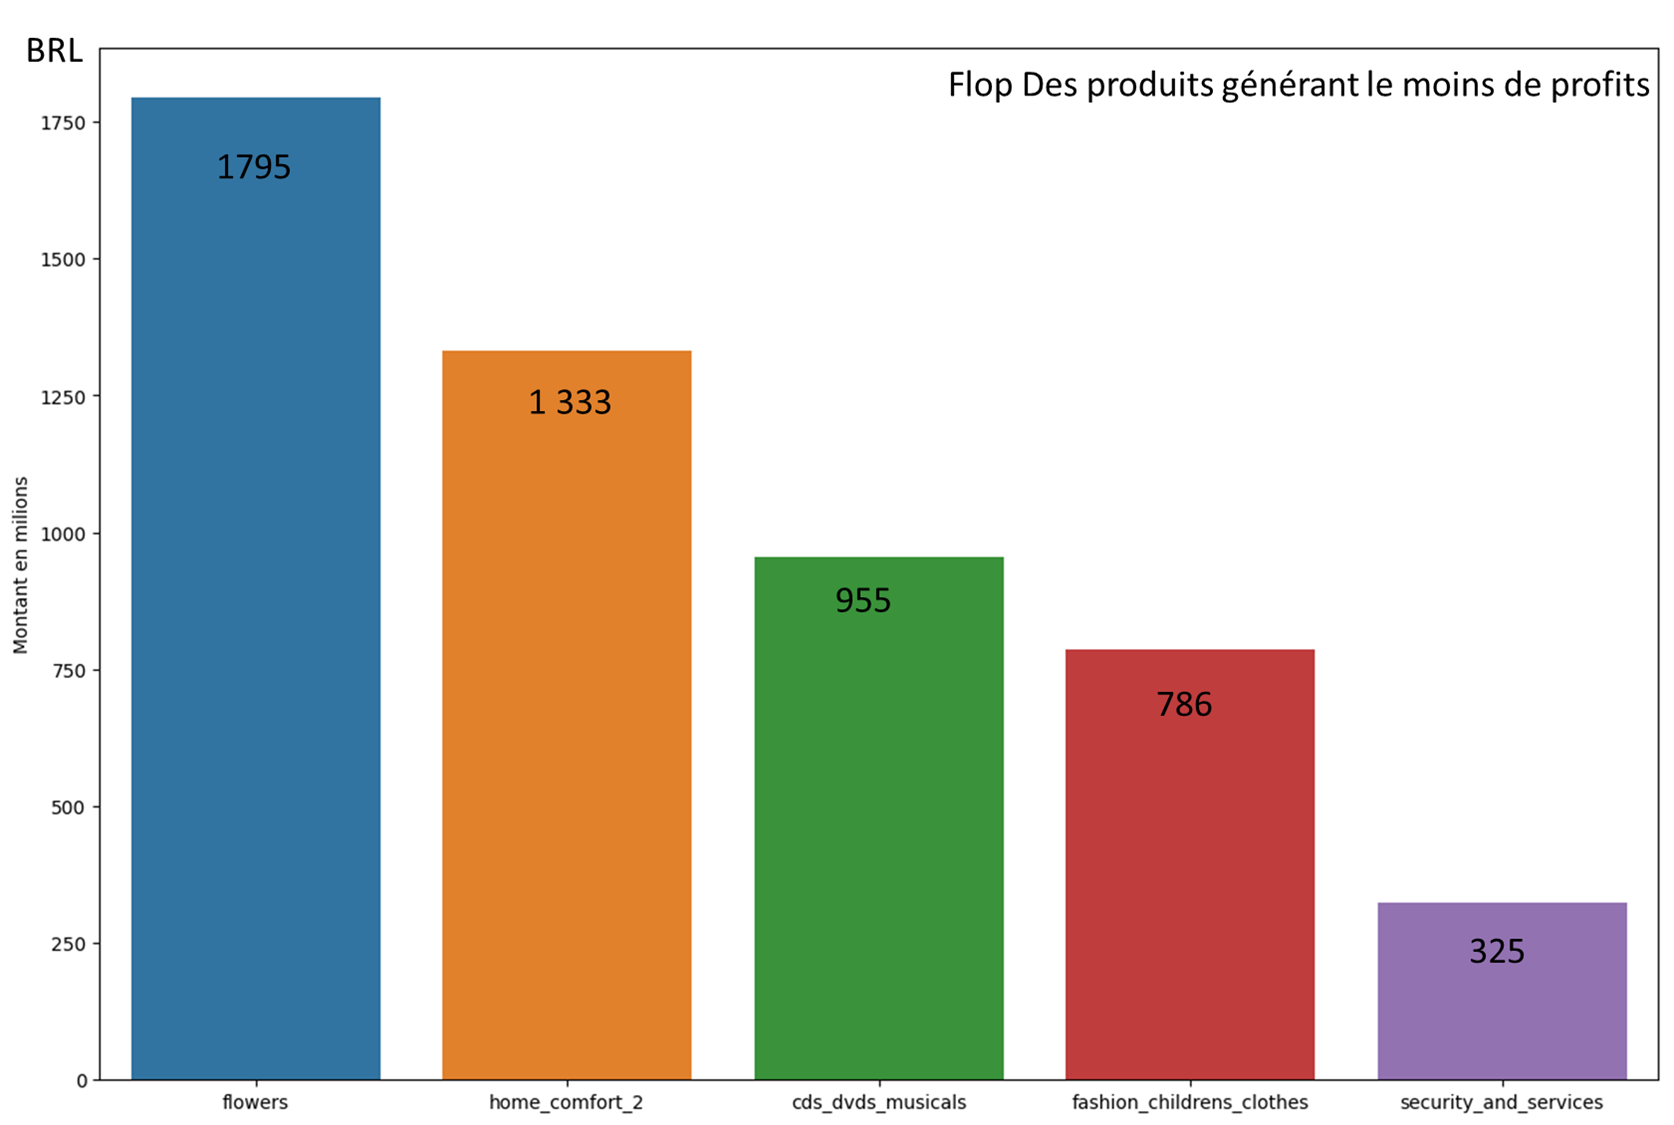 BRL
Flop Des produits générant le moins de profits
Montant en milions
1750
1500
1250
1000
750
500
250
0
1795
1 333
955
786
325
flowers
home_comfort_2
cds_dvds_musicals
fashion_childrens_clothes
security_and_services